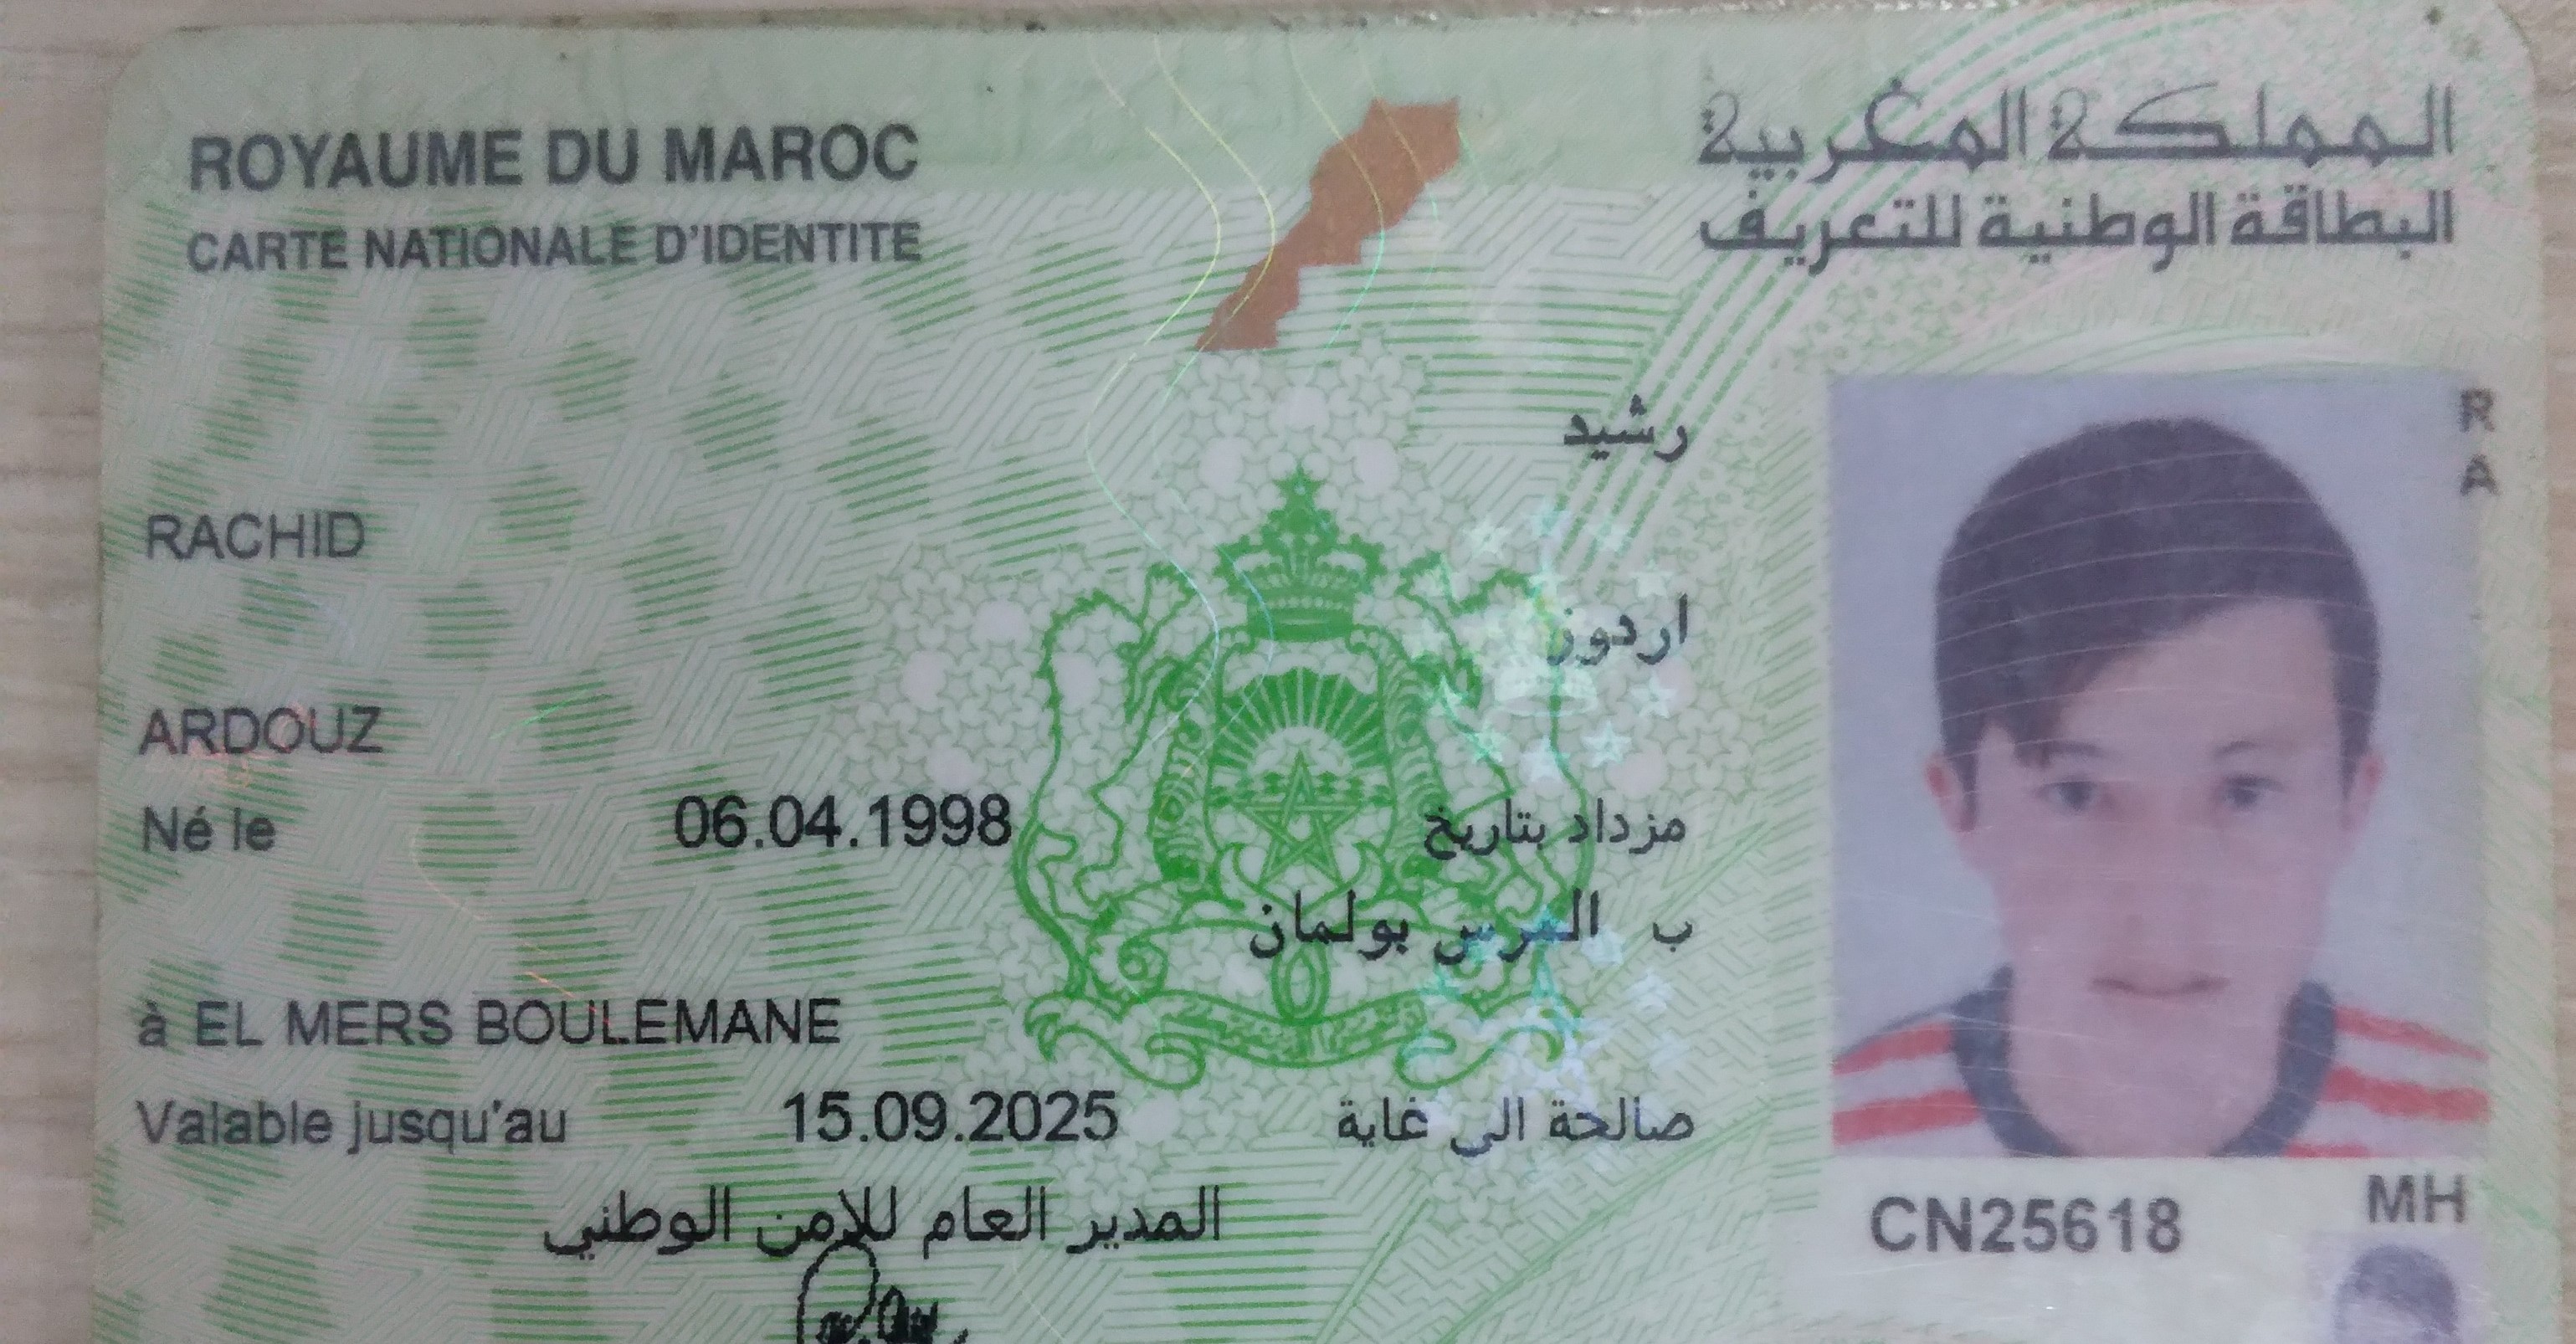 ROYAUME DU MAROC
المملكة المغربية
CARTE NATIONALE D'IDENTITE
البطاقة الوطنية للتعريف
رشيد
RACHID
اردوز
ARDOUZ
Né le 06.04.1998 مزداد بتاريخ
ب المرس بولمان
à EL MERS BOULEMANE
Valable jusqu'au 15.09.2025 صالحة الى غاية
المدير العام للامن الوطني
R
A
MH
CN25618